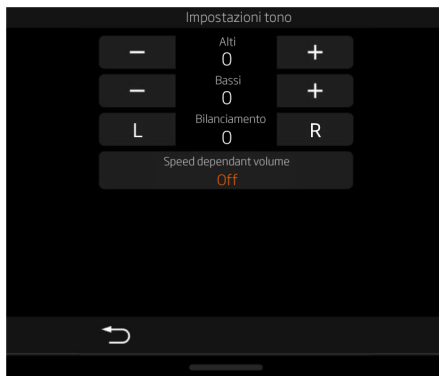 Impostazioni tono
Alti
− 0 +
Bassi
− 0 +
Bilanciamento
L 0 R
Speed dependant volume
Off